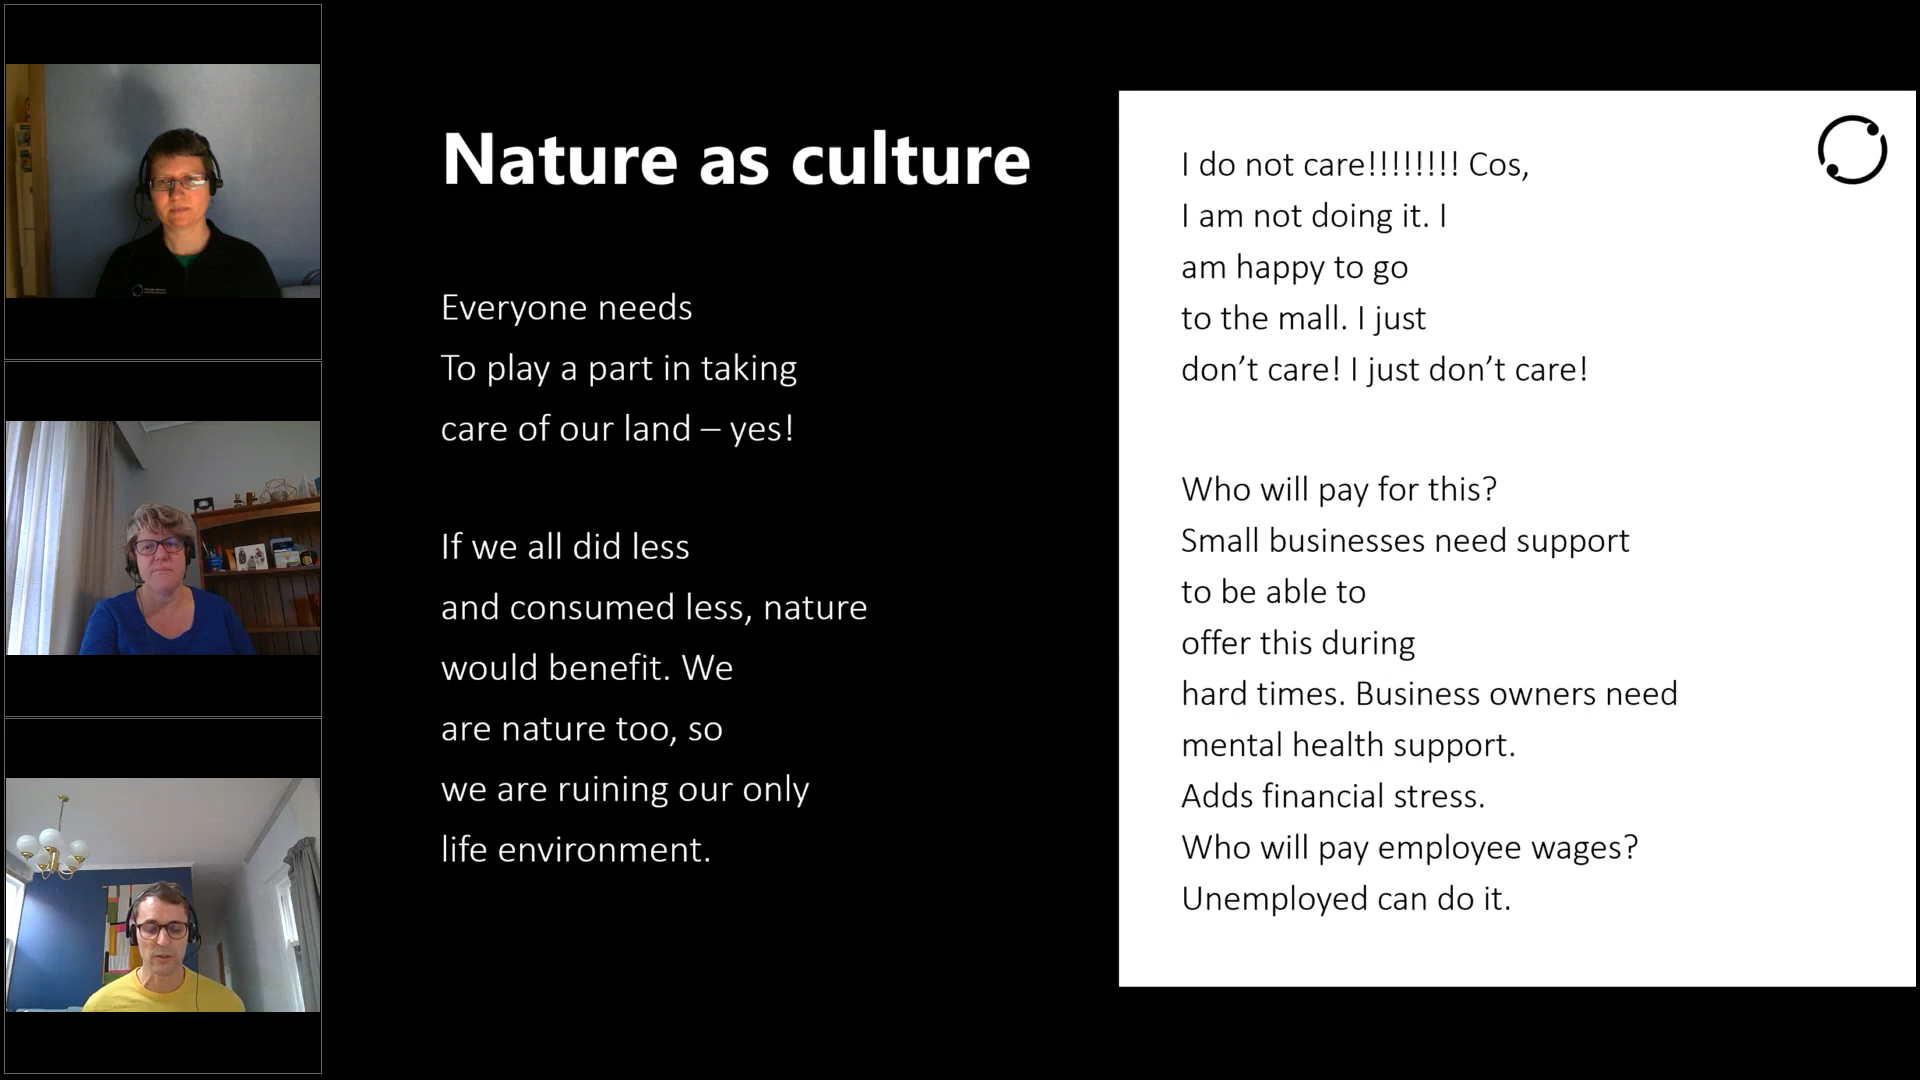 Nature as culture
Everyone needs
To play a part in taking
care of our land – yes!
If we all did less
and consumed less, nature
would benefit. We
are nature too, so
we are ruining our only
life environment.
I do not care!!!!!!!! Cos,
I am not doing it. I
am happy to go
to the mall. I just
don’t care! I just don’t care!
Who will pay for this?
Small businesses need support
to be able to
offer this during
hard times. Business owners need
mental health support.
Adds financial stress.
Who will pay employee wages?
Unemployed can do it.